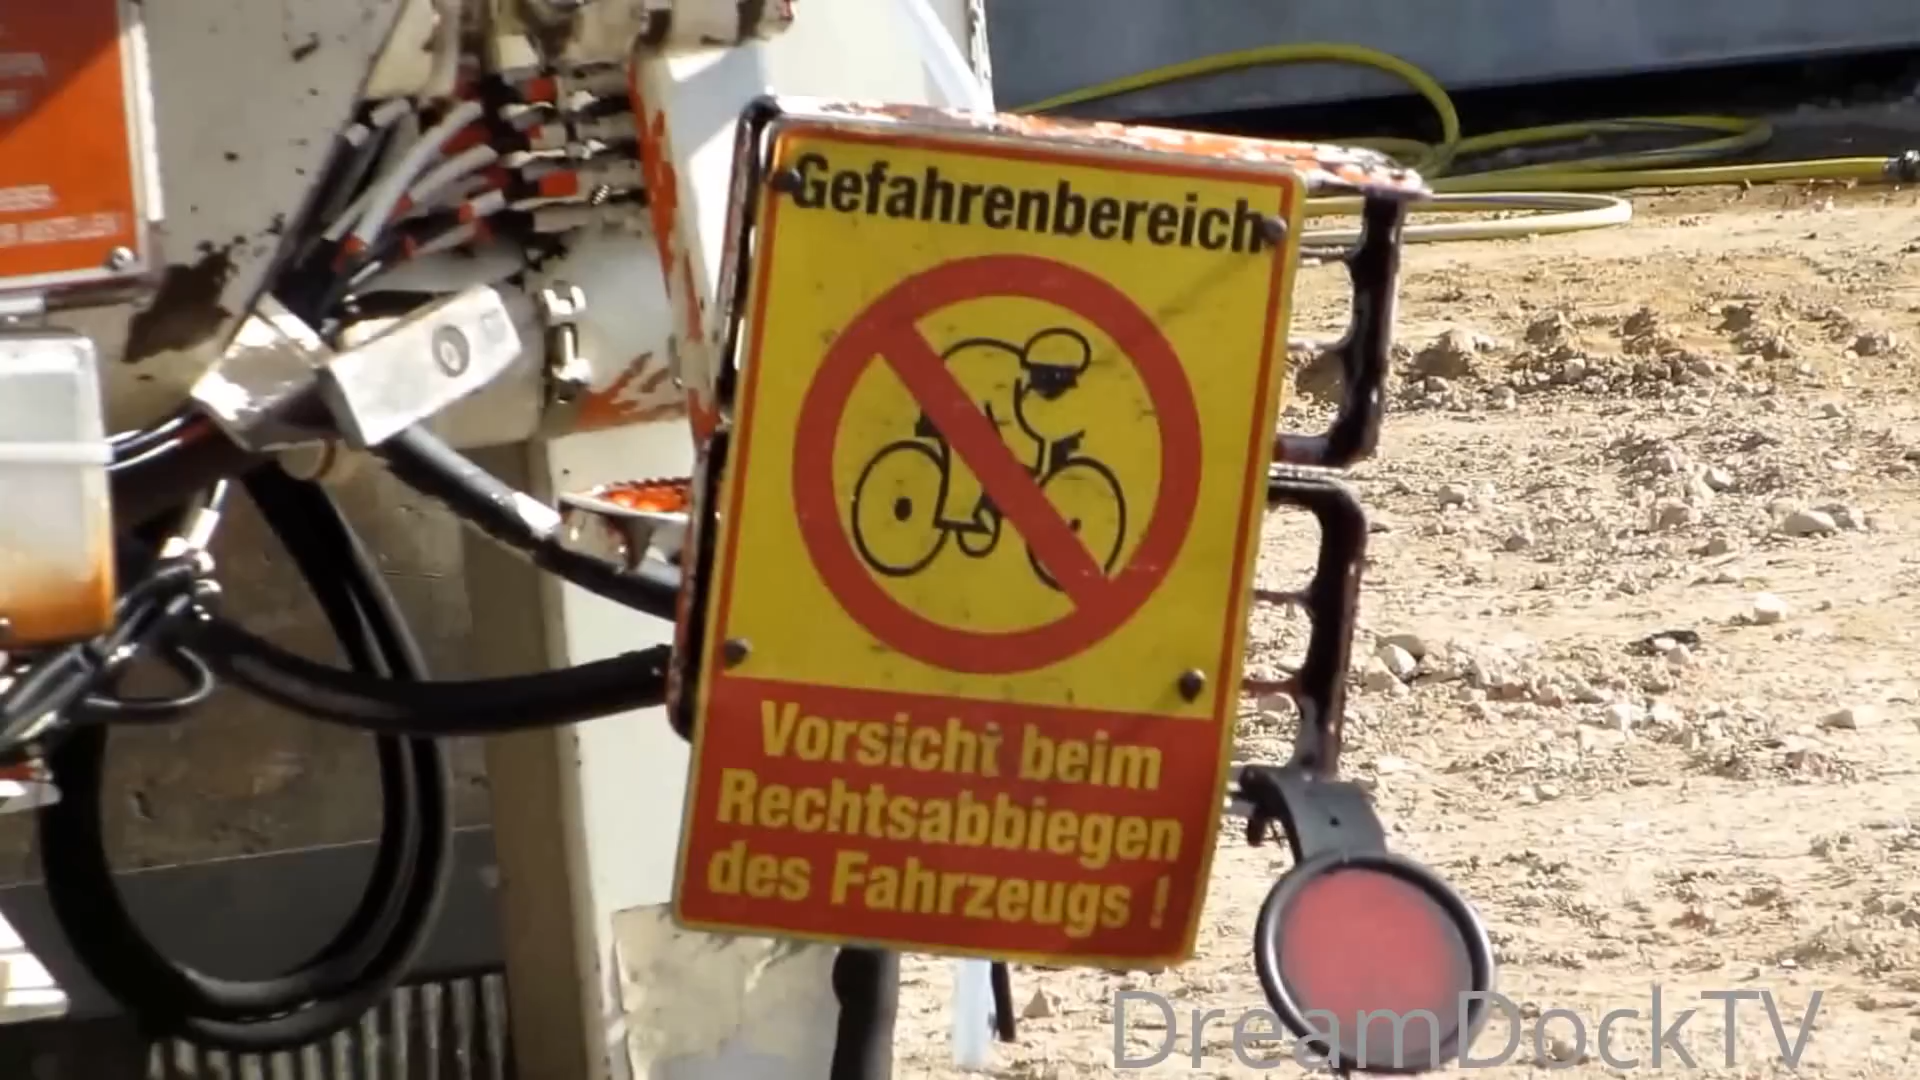 Gefahrenbereich
Vorsicht beim
Rechtsabbiegen
des Fahrzeugs !
DreamDockTV